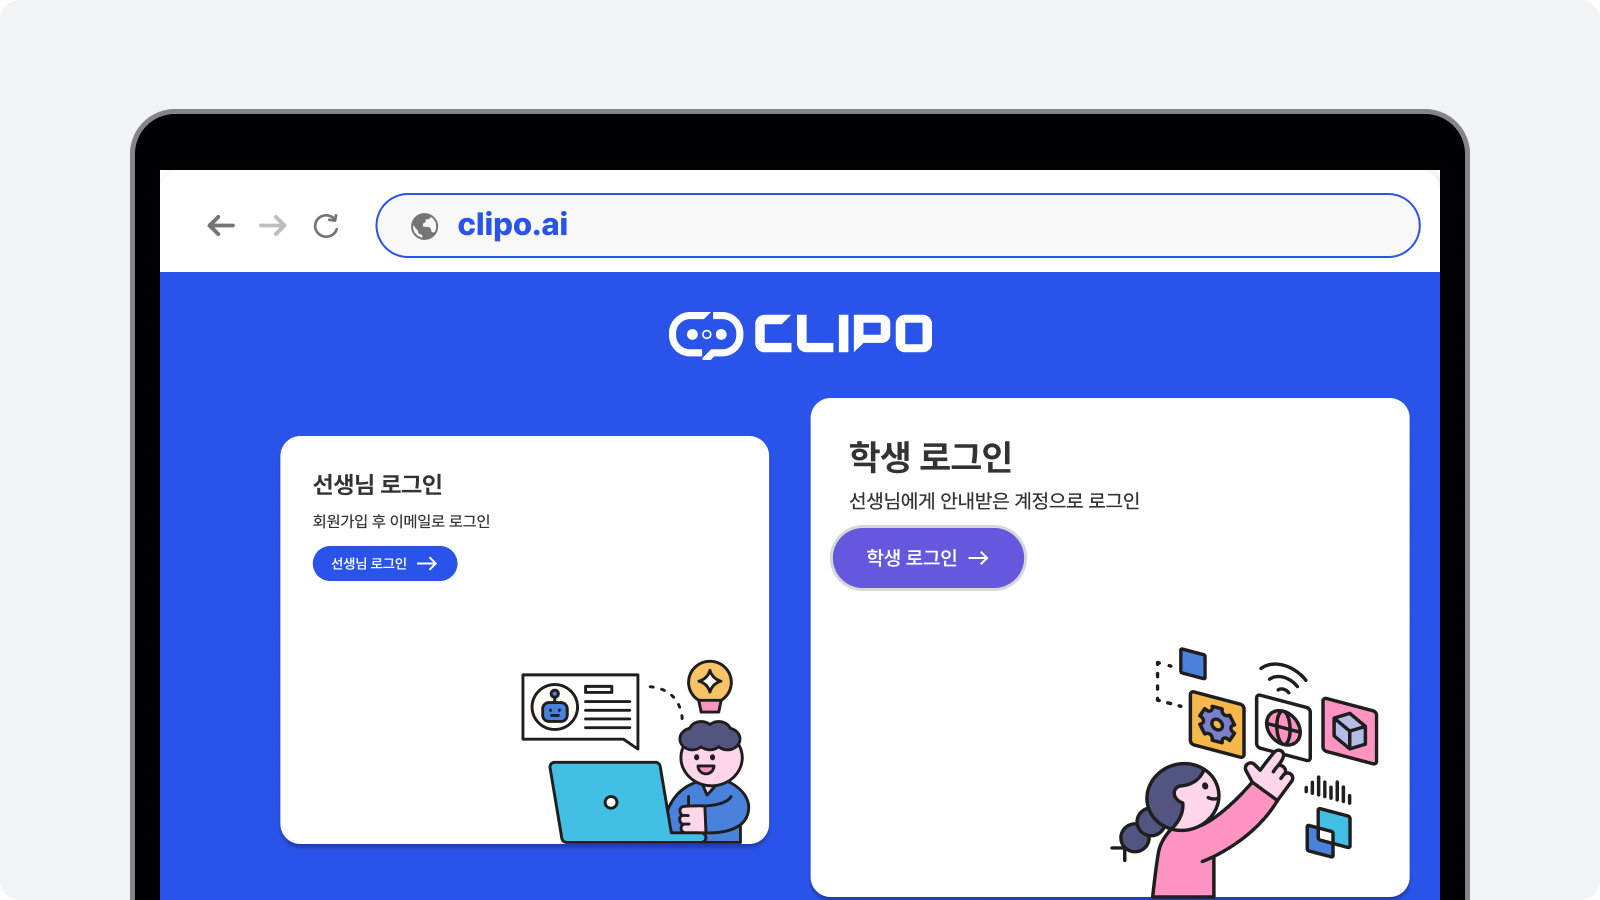 clipo.ai
CLIPO
선생님 로그인
회원가입 후 이메일로 로그인
선생님 로그인
학생 로그인
선생님에게 안내받은 계정으로 로그인
학생 로그인